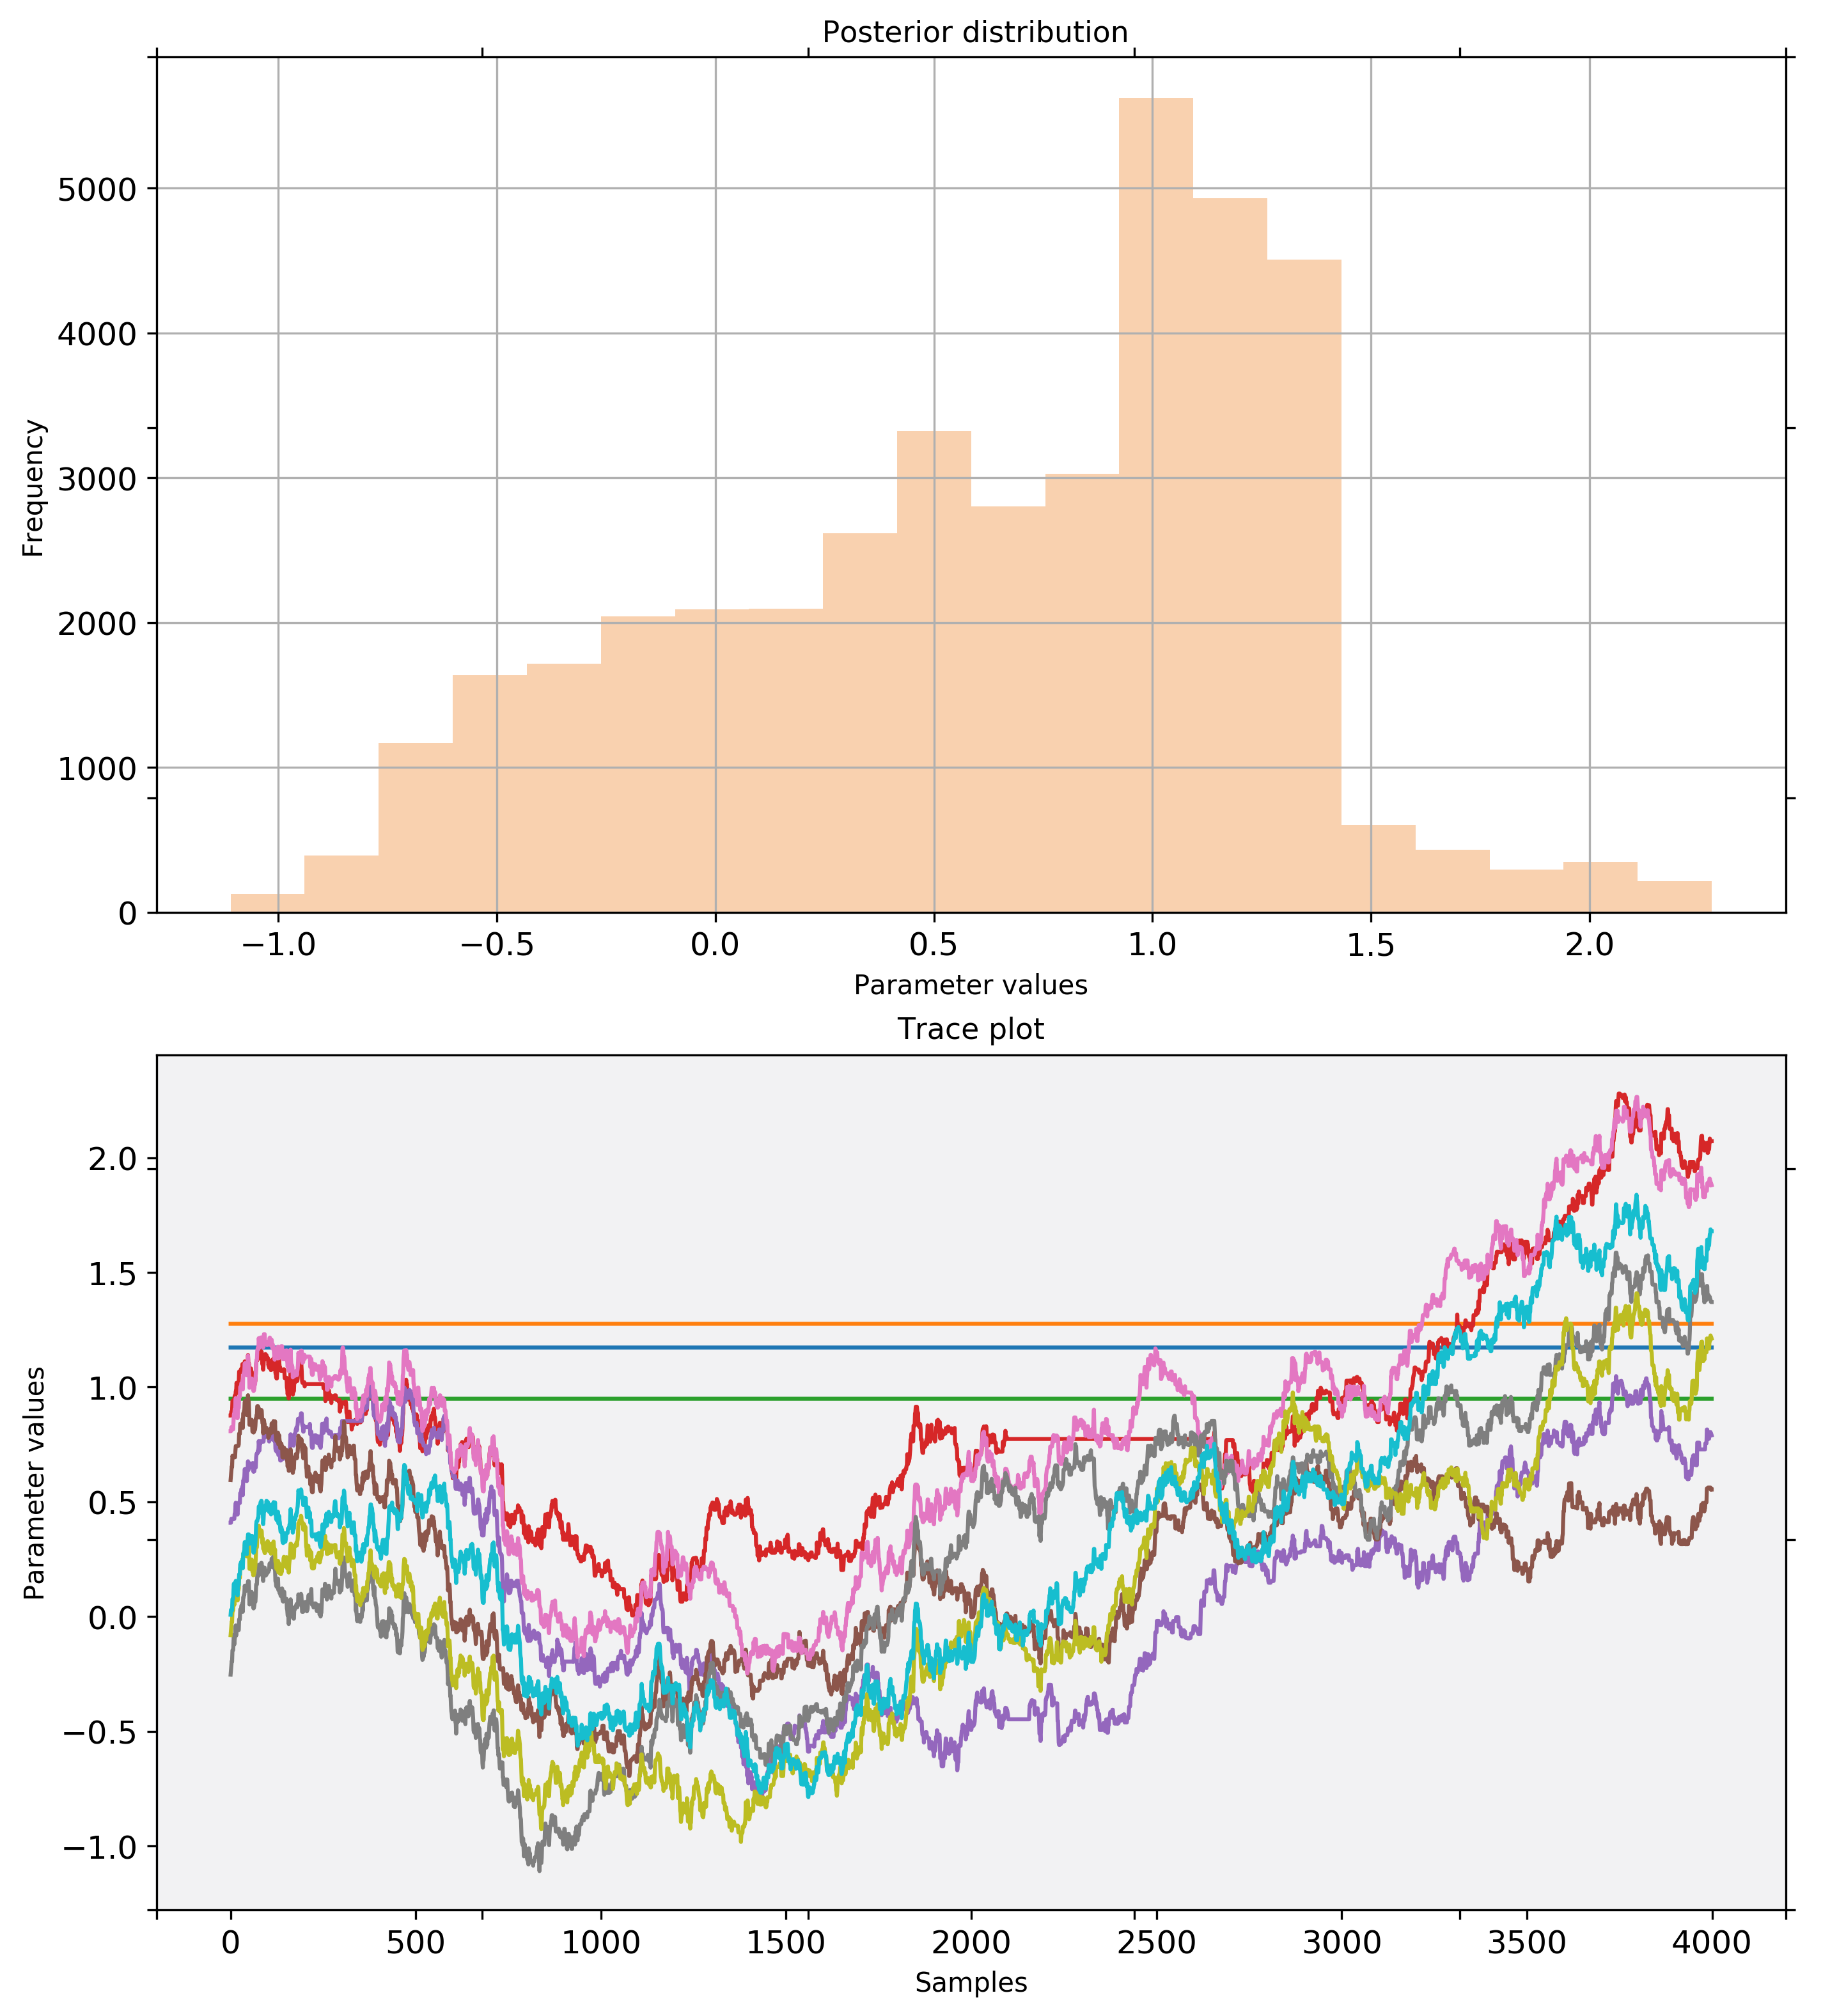 Posterior distribution
5000
4000
3000
2000
1000
0
Frequency
−1.0 −0.5 0.0 0.5 1.0 1.5 2.0
Parameter values
Trace plot
2.0
1.5
1.0
0.5
0.0
−0.5
−1.0
Parameter values
0 500 1000 1500 2000 2500 3000 3500 4000
Samples